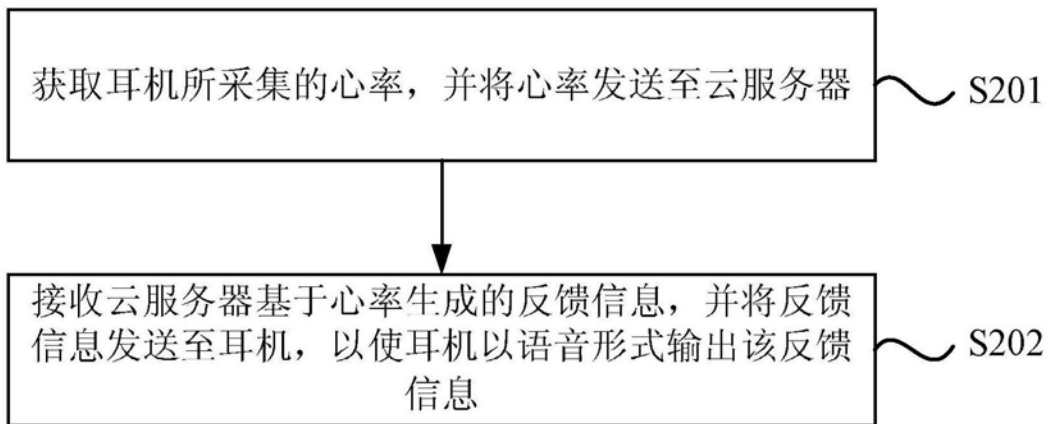 获取耳机所采集的心率，并将心率发送至云服务器
S201
接收云服务器基于心率生成的反馈信息，并将反馈
信息发送至耳机，以使耳机以语音形式输出该反馈
信息
S202